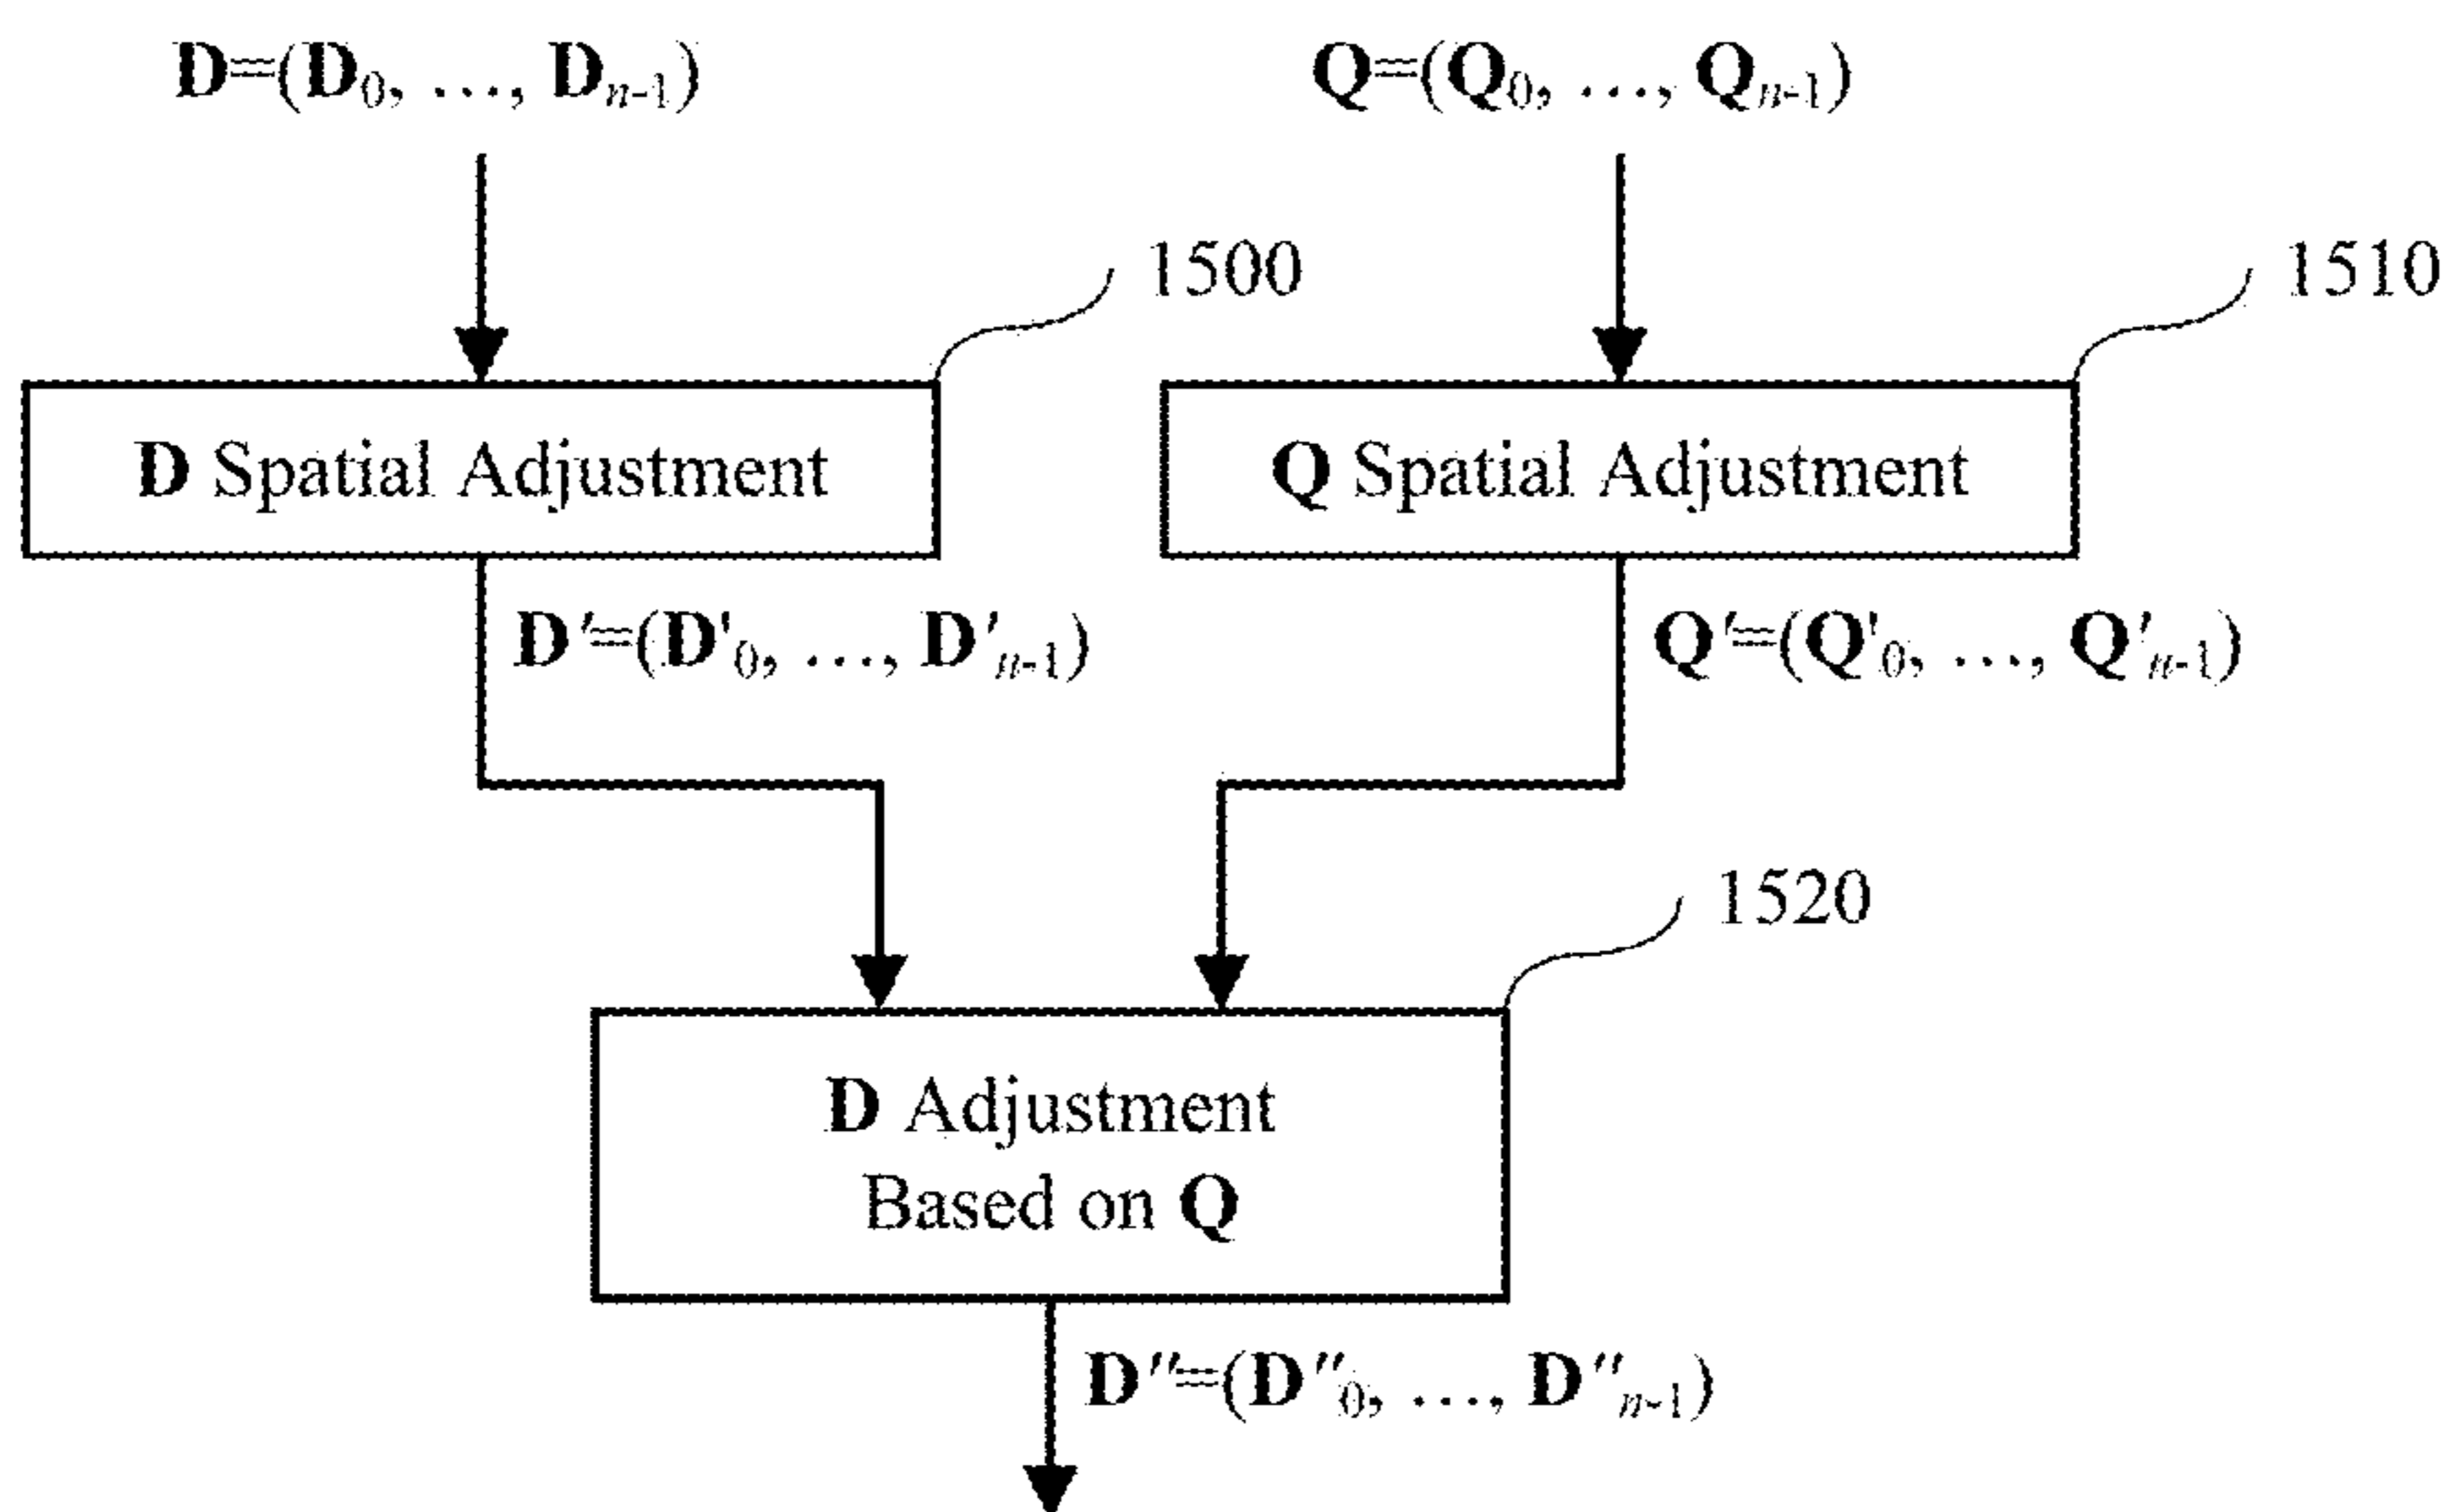 D=(D₀, ..., Dₙ₋₁)
Q=(Q₀, ..., Qₙ₋₁)
1500
1510
D Spatial Adjustment
Q Spatial Adjustment
D'=(D'₀, ..., D'ₙ₋₁)
Q'=(Q'₀, ..., Q'ₙ₋₁)
1520
D Adjustment
Based on Q
D"=(D"₀, ..., D"ₙ₋₁)